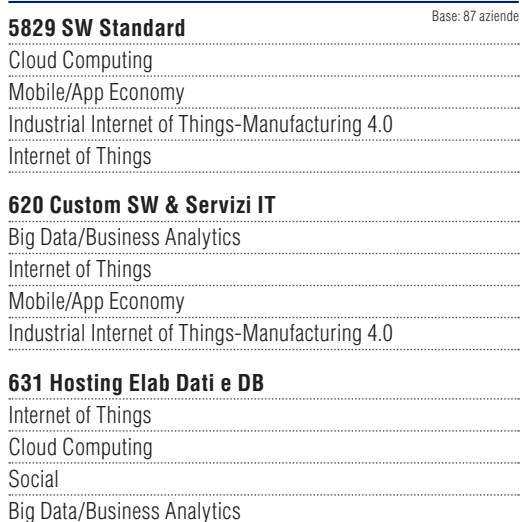 Base: 87 aziende
5829 SW Standard
Cloud Computing
Mobile/App Economy
Industrial Internet of Things-Manufacturing 4.0
Internet of Things
620 Custom SW & Servizi IT
Big Data/Business Analytics
Internet of Things
Mobile/App Economy
Industrial Internet of Things-Manufacturing 4.0
631 Hosting Elab Dati e DB
Internet of Things
Cloud Computing
Social
Big Data/Business Analytics